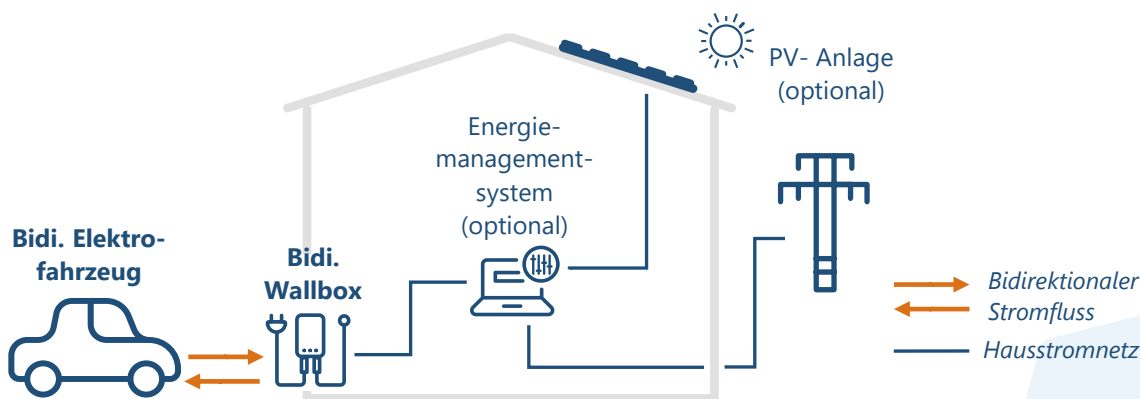 PV- Anlage
(optional)
Energie-
management-
system
(optional)
Bidi. Elektro-
fahrzeug
Bidi.
Wallbox
Bidirektionaler
Stromfluss
Hausstromnetz